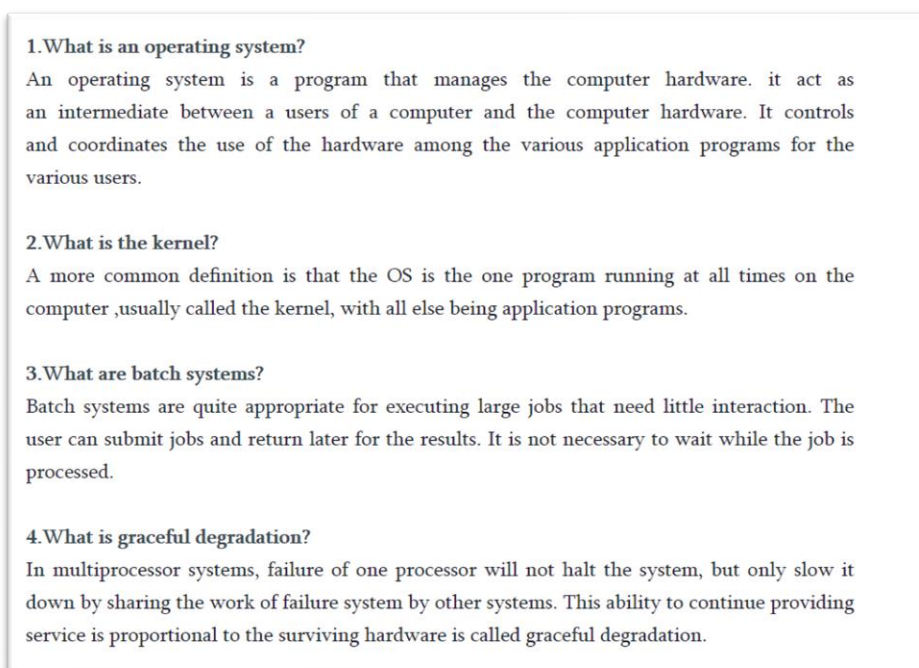 1.What is an operating system?
An operating system is a program that manages the computer hardware. it act as
an intermediate between a users of a computer and the computer hardware. It controls
and coordinates the use of the hardware among the various application programs for the
various users.
2.What is the kernel?
A more common definition is that the OS is the one program running at all times on the
computer ,usually called the kernel, with all else being application programs.
3.What are batch systems?
Batch systems are quite appropriate for executing large jobs that need little interaction. The
user can submit jobs and return later for the results. It is not necessary to wait while the job is
processed.
4.What is graceful degradation?
In multiprocessor systems, failure of one processor will not halt the system, but only slow it
down by sharing the work of failure system by other systems. This ability to continue providing
service is proportional to the surviving hardware is called graceful degradation.